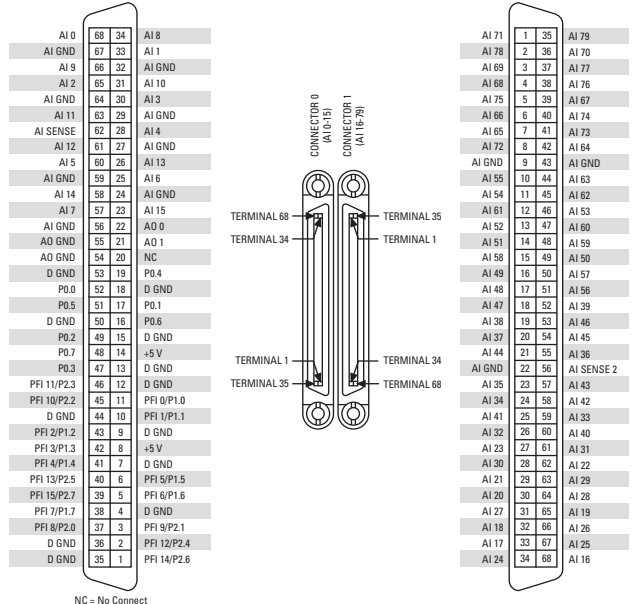 AI 0 68 34 AI 8
AI GND 67 33 AI 1
AI 9 66 32 AI GND
AI 2 65 31 AI 10
AI GND 64 30 AI 3
AI 11 63 29 AI GND
AI SENSE 62 28 AI 4
AI 12 61 27 AI GND
AI 5 60 26 AI 13
AI GND 59 25 AI 6
AI 14 58 24 AI GND
AI 7 57 23 AI 15
AI GND 56 22 AO 0
AO GND 55 21 AO 1
AO GND 54 20 NC
D GND 53 19 P0.4
P0.0 52 18 D GND
P0.5 51 17 P0.1
D GND 50 16 P0.6
P0.2 49 15 D GND
P0.7 48 14 +5 V
P0.3 47 13 D GND
PFI 11/P2.3 46 12 D GND
PFI 10/P2.2 45 11 PFI 0/P1.0
D GND 44 10 PFI 1/P1.1
PFI 2/P1.2 43 9 D GND
PFI 3/P1.3 42 8 +5 V
PFI 4/P1.4 41 7 D GND
PFI 13/P2.5 40 6 PFI 5/P1.5
PFI 15/P2.7 39 5 PFI 6/P1.6
PFI 7/P1.7 38 4 D GND
PFI 8/P2.0 37 3 PFI 9/P2.1
D GND 36 2 PFI 12/P2.4
D GND 35 1 PFI 14/P2.6
NC = No Connect
CONNECTOR 0
(AI 0-15)
CONNECTOR 1
(AI 16-79)
TERMINAL 68
TERMINAL 35
TERMINAL 34
TERMINAL 1
TERMINAL 1
TERMINAL 34
TERMINAL 35
TERMINAL 68
AI 71 1 35 AI 79
AI 78 2 36 AI 70
AI 69 3 37 AI 77
AI 68 4 38 AI 76
AI 75 5 39 AI 67
AI 66 6 40 AI 74
AI 65 7 41 AI 73
AI 72 8 42 AI 64
AI GND 9 43 AI GND
AI 55 10 44 AI 63
AI 54 11 45 AI 62
AI 61 12 46 AI 53
AI 52 13 47 AI 60
AI 51 14 48 AI 59
AI 58 15 49 AI 50
AI 49 16 50 AI 57
AI 48 17 51 AI 56
AI 47 18 52 AI 39
AI 38 19 53 AI 46
AI 37 20 54 AI 45
AI 44 21 55 AI 36
AI GND 22 56 AI SENSE 2
AI 35 23 57 AI 43
AI 34 24 58 AI 42
AI 41 25 59 AI 33
AI 32 26 60 AI 40
AI 23 27 61 AI 31
AI 30 28 62 AI 22
AI 21 29 63 AI 29
AI 20 30 64 AI 28
AI 27 31 65 AI 19
AI 18 32 66 AI 26
AI 17 33 67 AI 25
AI 24 34 68 AI 16